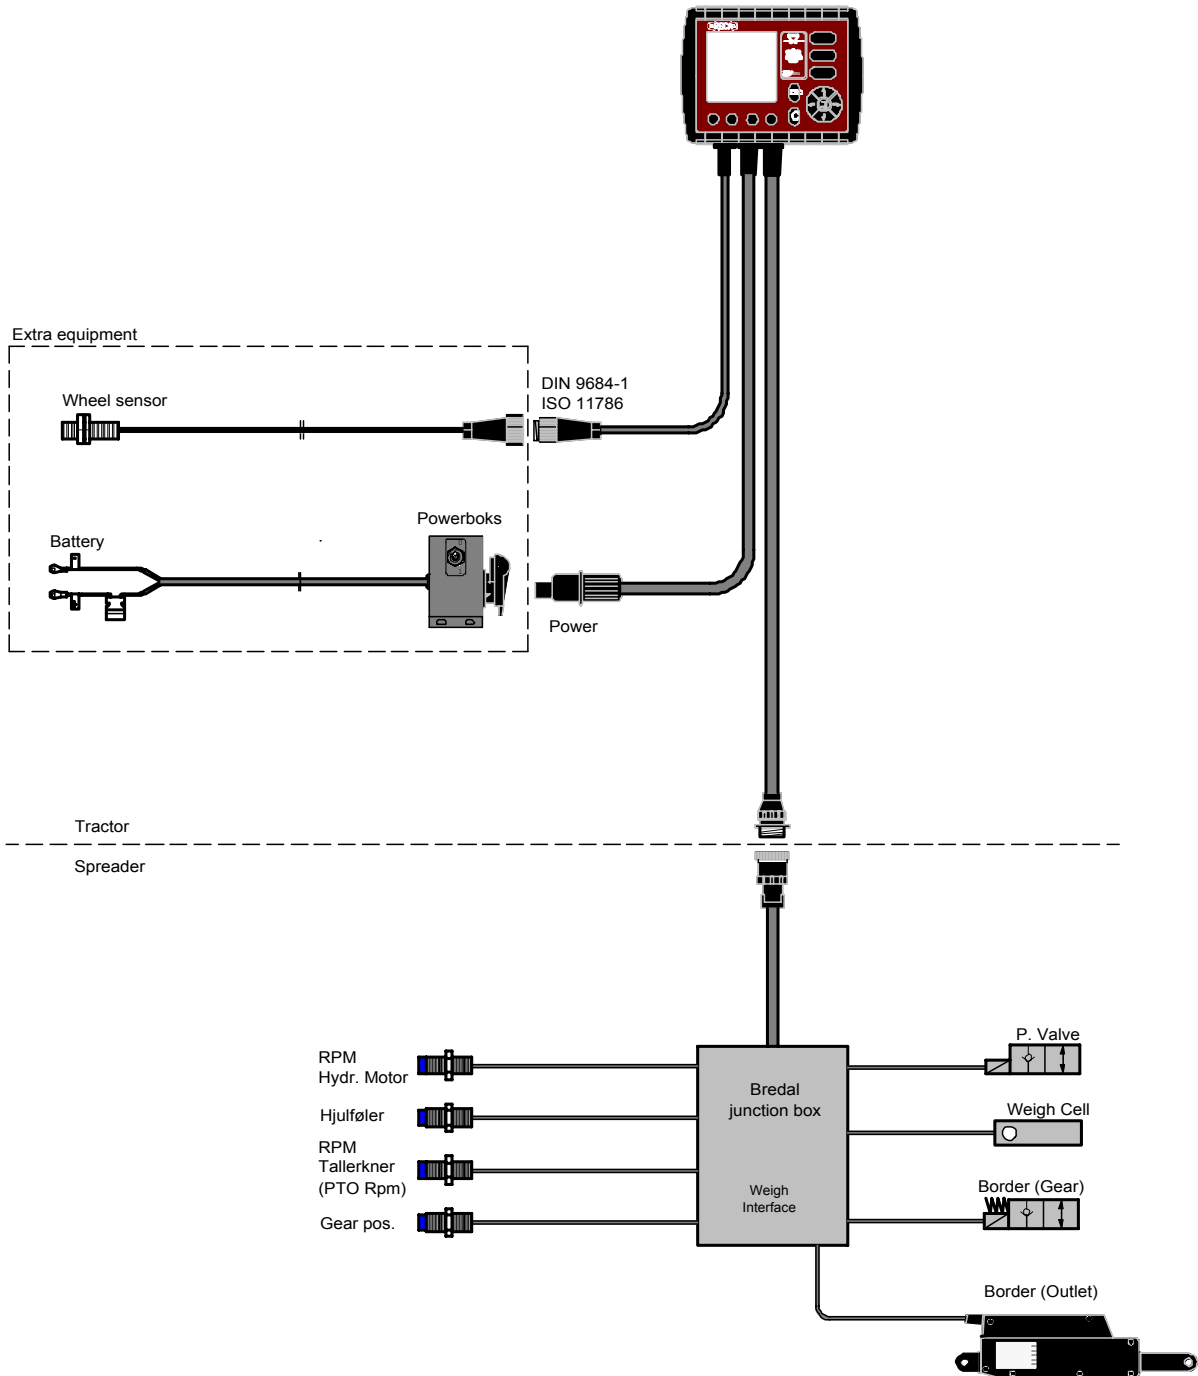 Extra equipment
DIN 9684-1
ISO 11786
Wheel sensor
Powerboks
Battery
Power
Tractor
Spreader
P. Valve
RPM
Hydr. Motor
Bredal
junction box
Hjulføler
Weigh Cell
RPM
Tallerkner
(PTO Rpm)
Weigh
Interface
Border (Gear)
Gear pos.
Border (Outlet)